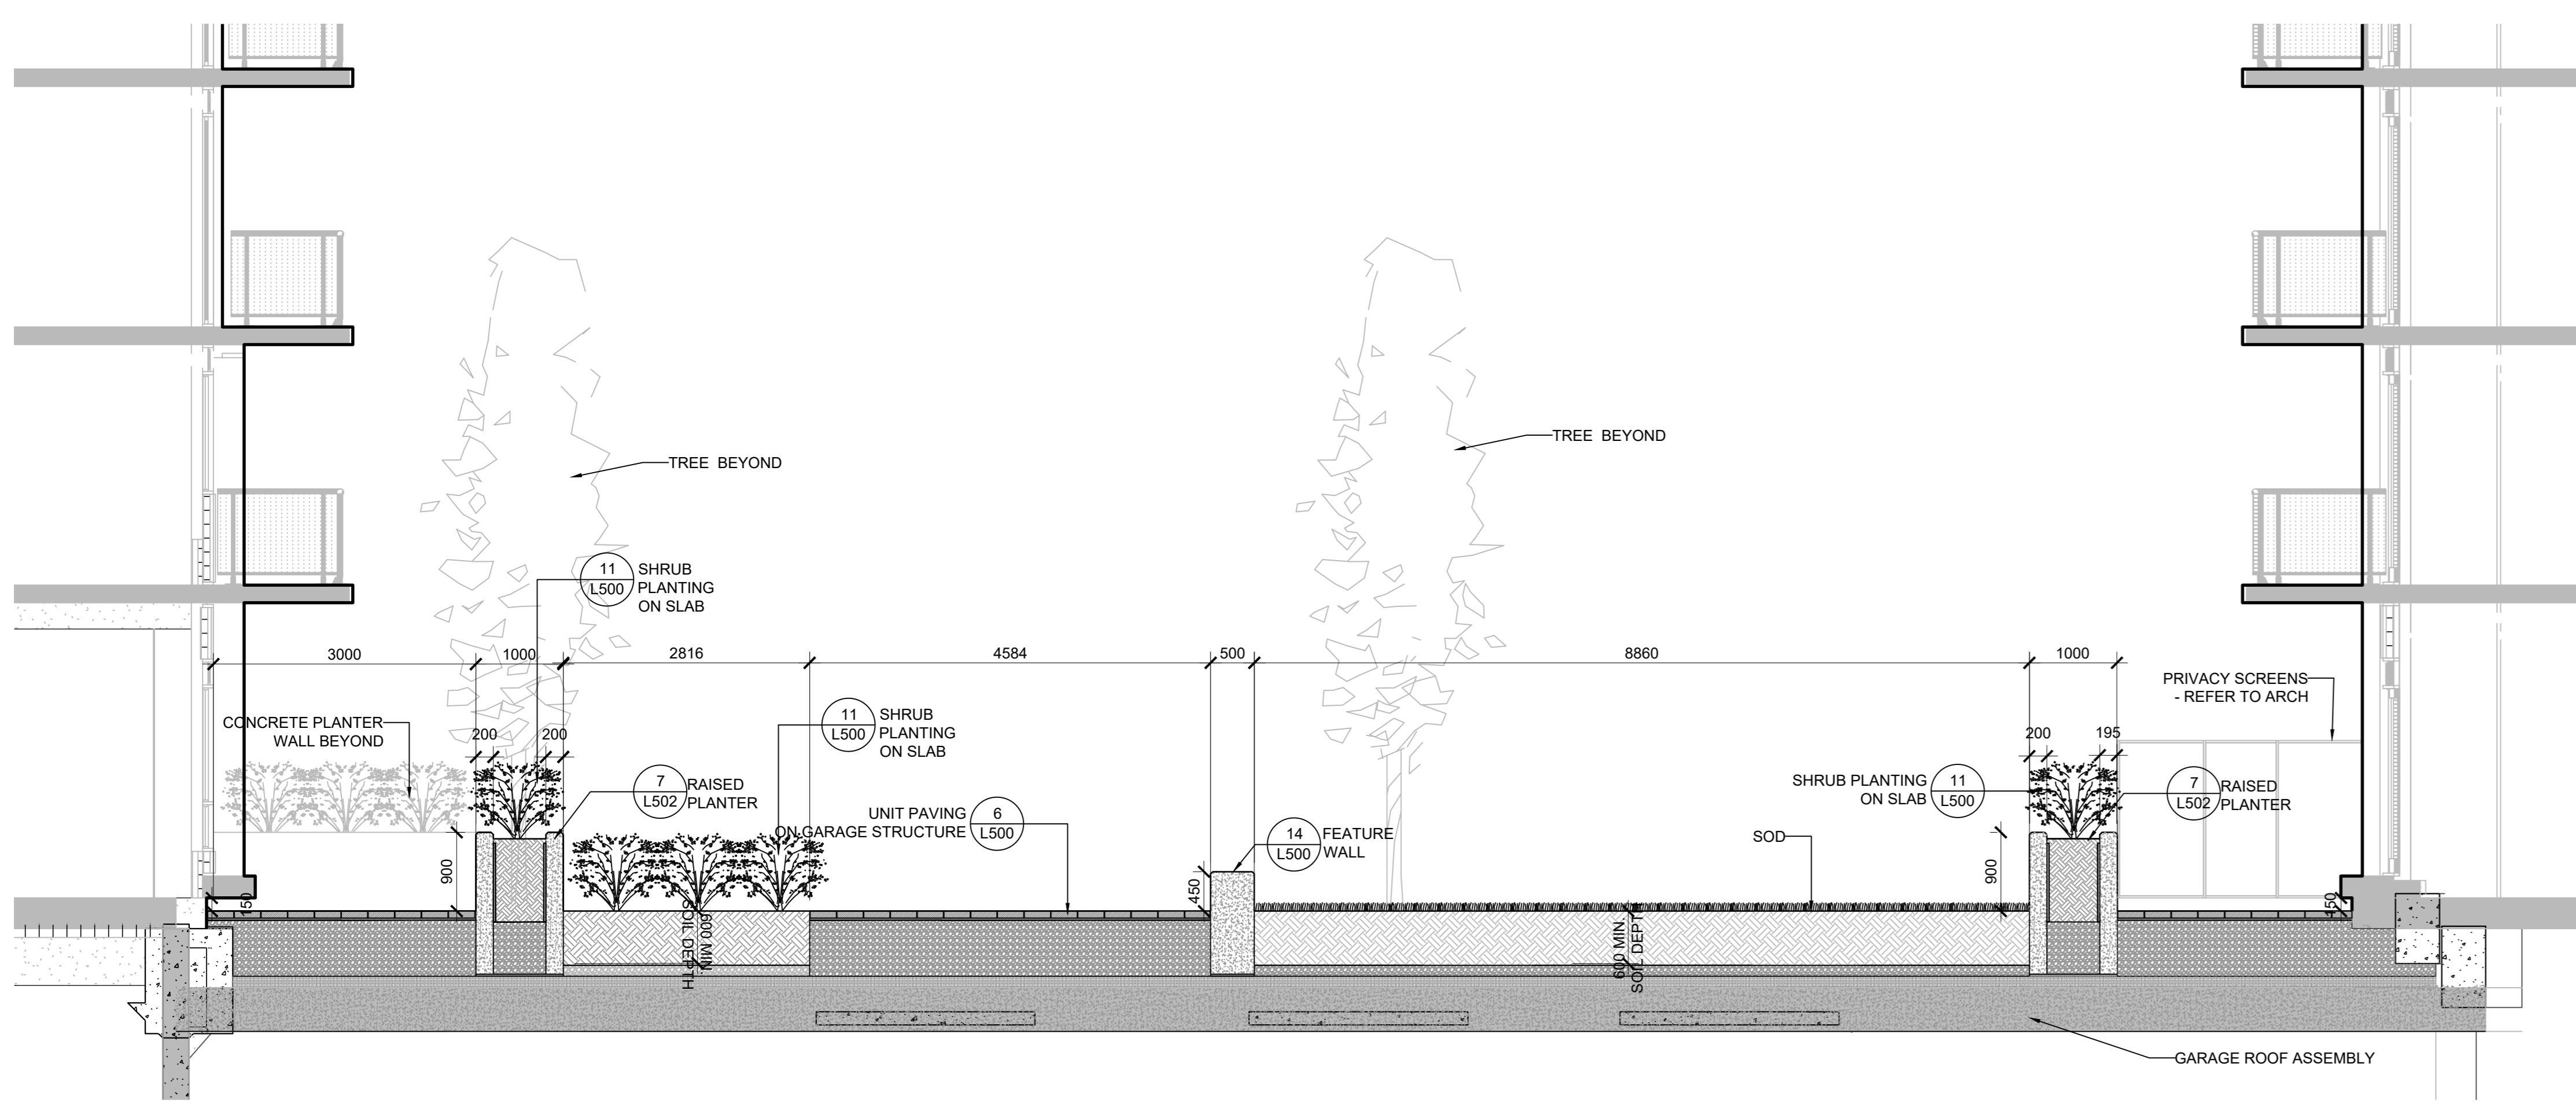 TREE  BEYOND
TREE  BEYOND
11
L500
SHRUB
PLANTING
ON SLAB
3000
1000
2816
4584
500
8860
1000
PRIVACY SCREENS
- REFER TO ARCH
CONCRETE PLANTER
WALL BEYOND
200
200
11
L500
SHRUB
PLANTING
ON SLAB
200
195
7
L502
RAISED
PLANTER
UNIT PAVING
ON GARAGE STRUCTURE
6
L500
14
L500
FEATURE
WALL
SOD
SHRUB PLANTING
ON SLAB
11
L500
7
L502
RAISED
PLANTER
150
900
600 MIN.
SOIL DEPTH
450
600 MIN.
SOIL DEPTH
900
150
GARAGE ROOF ASSEMBLY